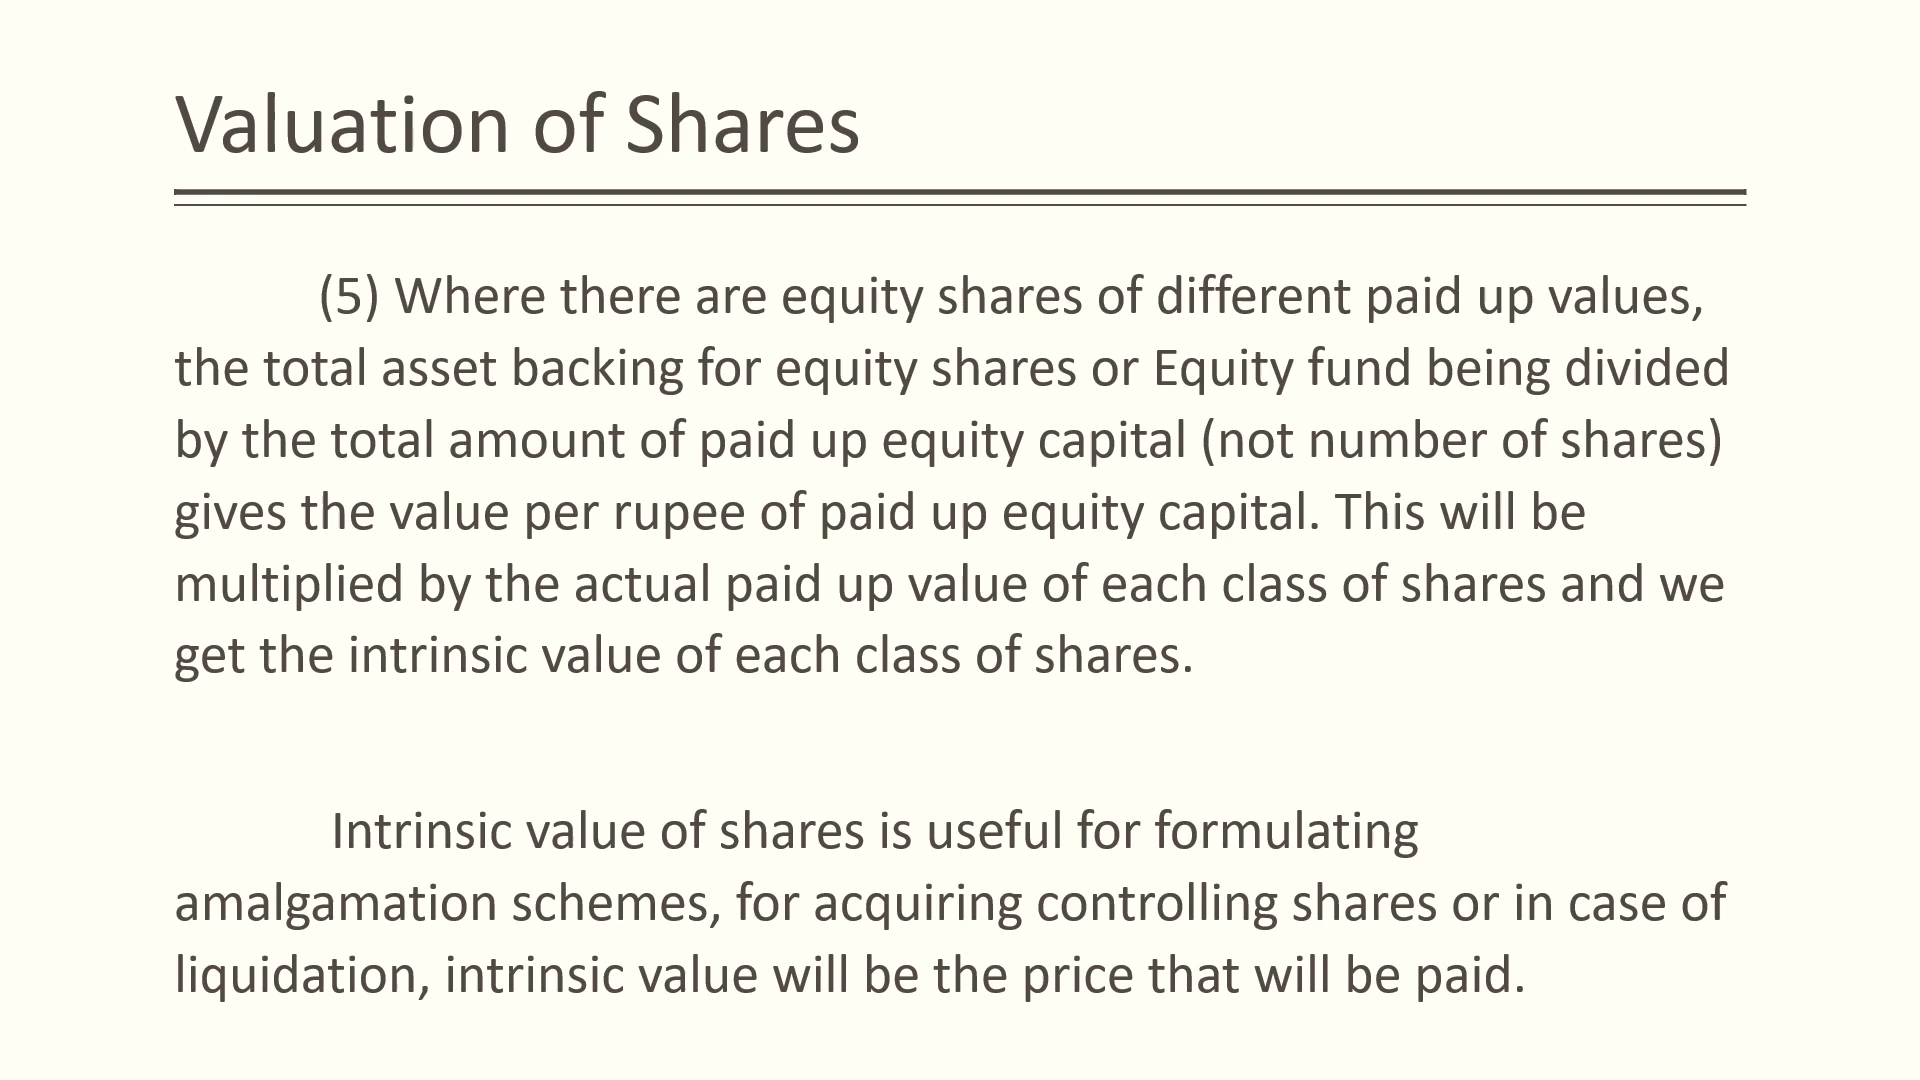 Valuation of Shares
(5) Where there are equity shares of different paid up values,
the total asset backing for equity shares or Equity fund being divided
by the total amount of paid up equity capital (not number of shares)
gives the value per rupee of paid up equity capital. This will be
multiplied by the actual paid up value of each class of shares and we
get the intrinsic value of each class of shares.
Intrinsic value of shares is useful for formulating
amalgamation schemes, for acquiring controlling shares or in case of
liquidation, intrinsic value will be the price that will be paid.